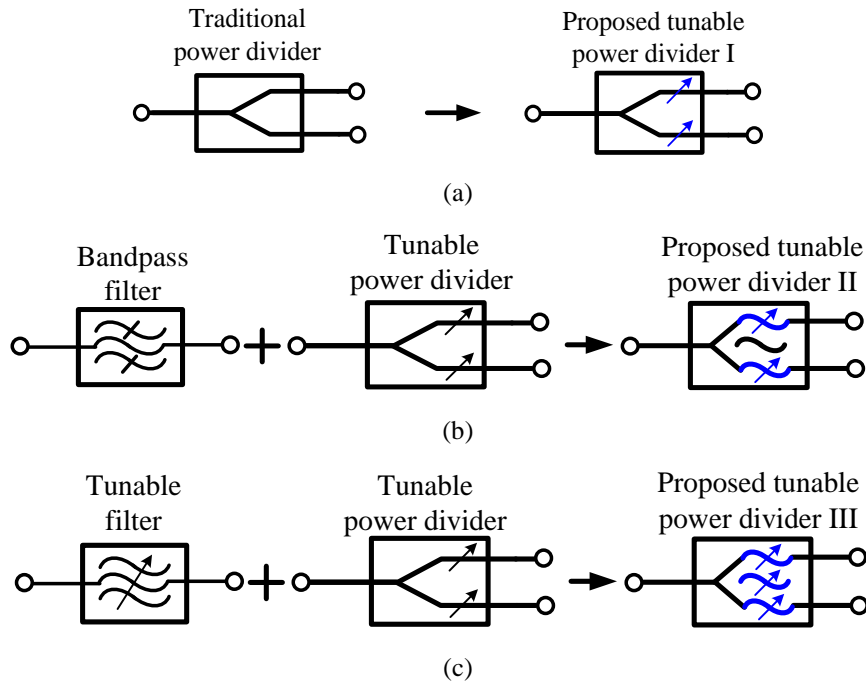 Traditional
power divider
Proposed tunable
power divider I
(a)
Bandpass
filter
Tunable
power divider
Proposed tunable
power divider II
(b)
Tunable
filter
Tunable
power divider
Proposed tunable
power divider III
(c)